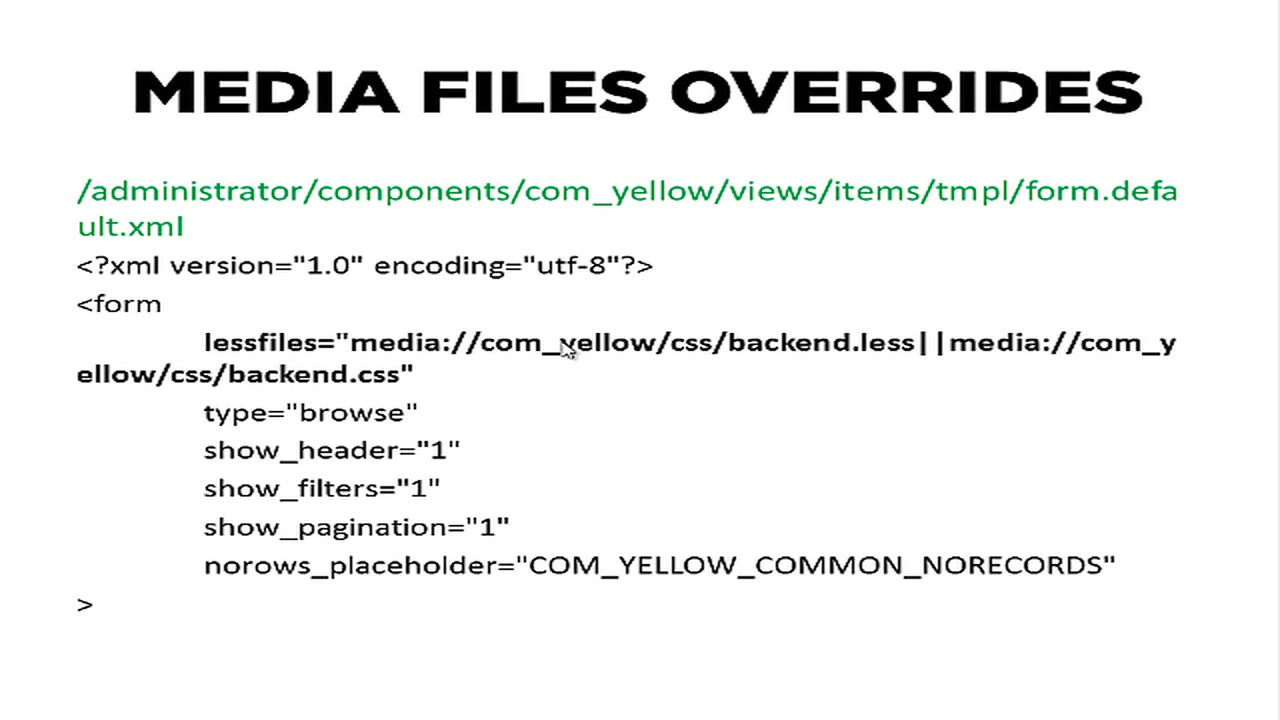 MEDIA FILES OVERRIDES
/administrator/components/com_yellow/views/items/tmpl/form.defa
ult.xml
<?xml version="1.0" encoding="utf-8"?>
<form
lessfiles="media://com_yellow/css/backend.less||media://com_y
ellow/css/backend.css"
type="browse"
show_header="1"
show_filters="1"
show_pagination="1"
norows_placeholder="COM_YELLOW_COMMON_NORECORDS"
>